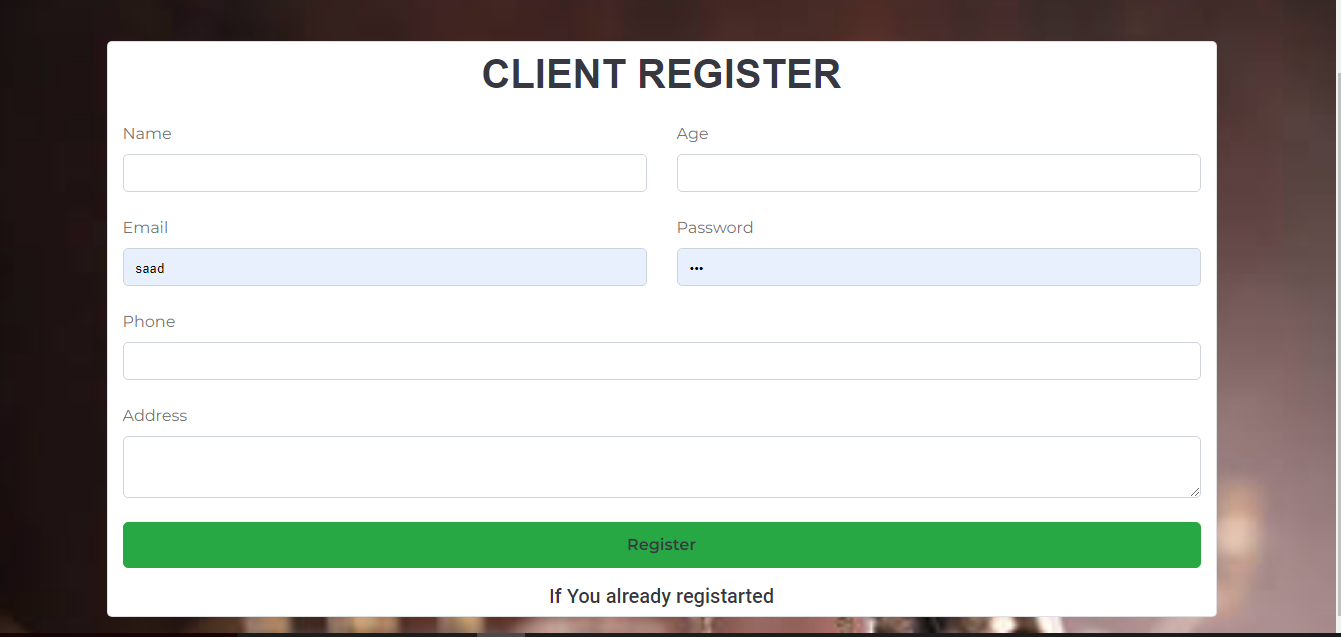 CLIENT REGISTER
Name Age
Email Password
saad •••
Phone
Address
Register
If You already registarted